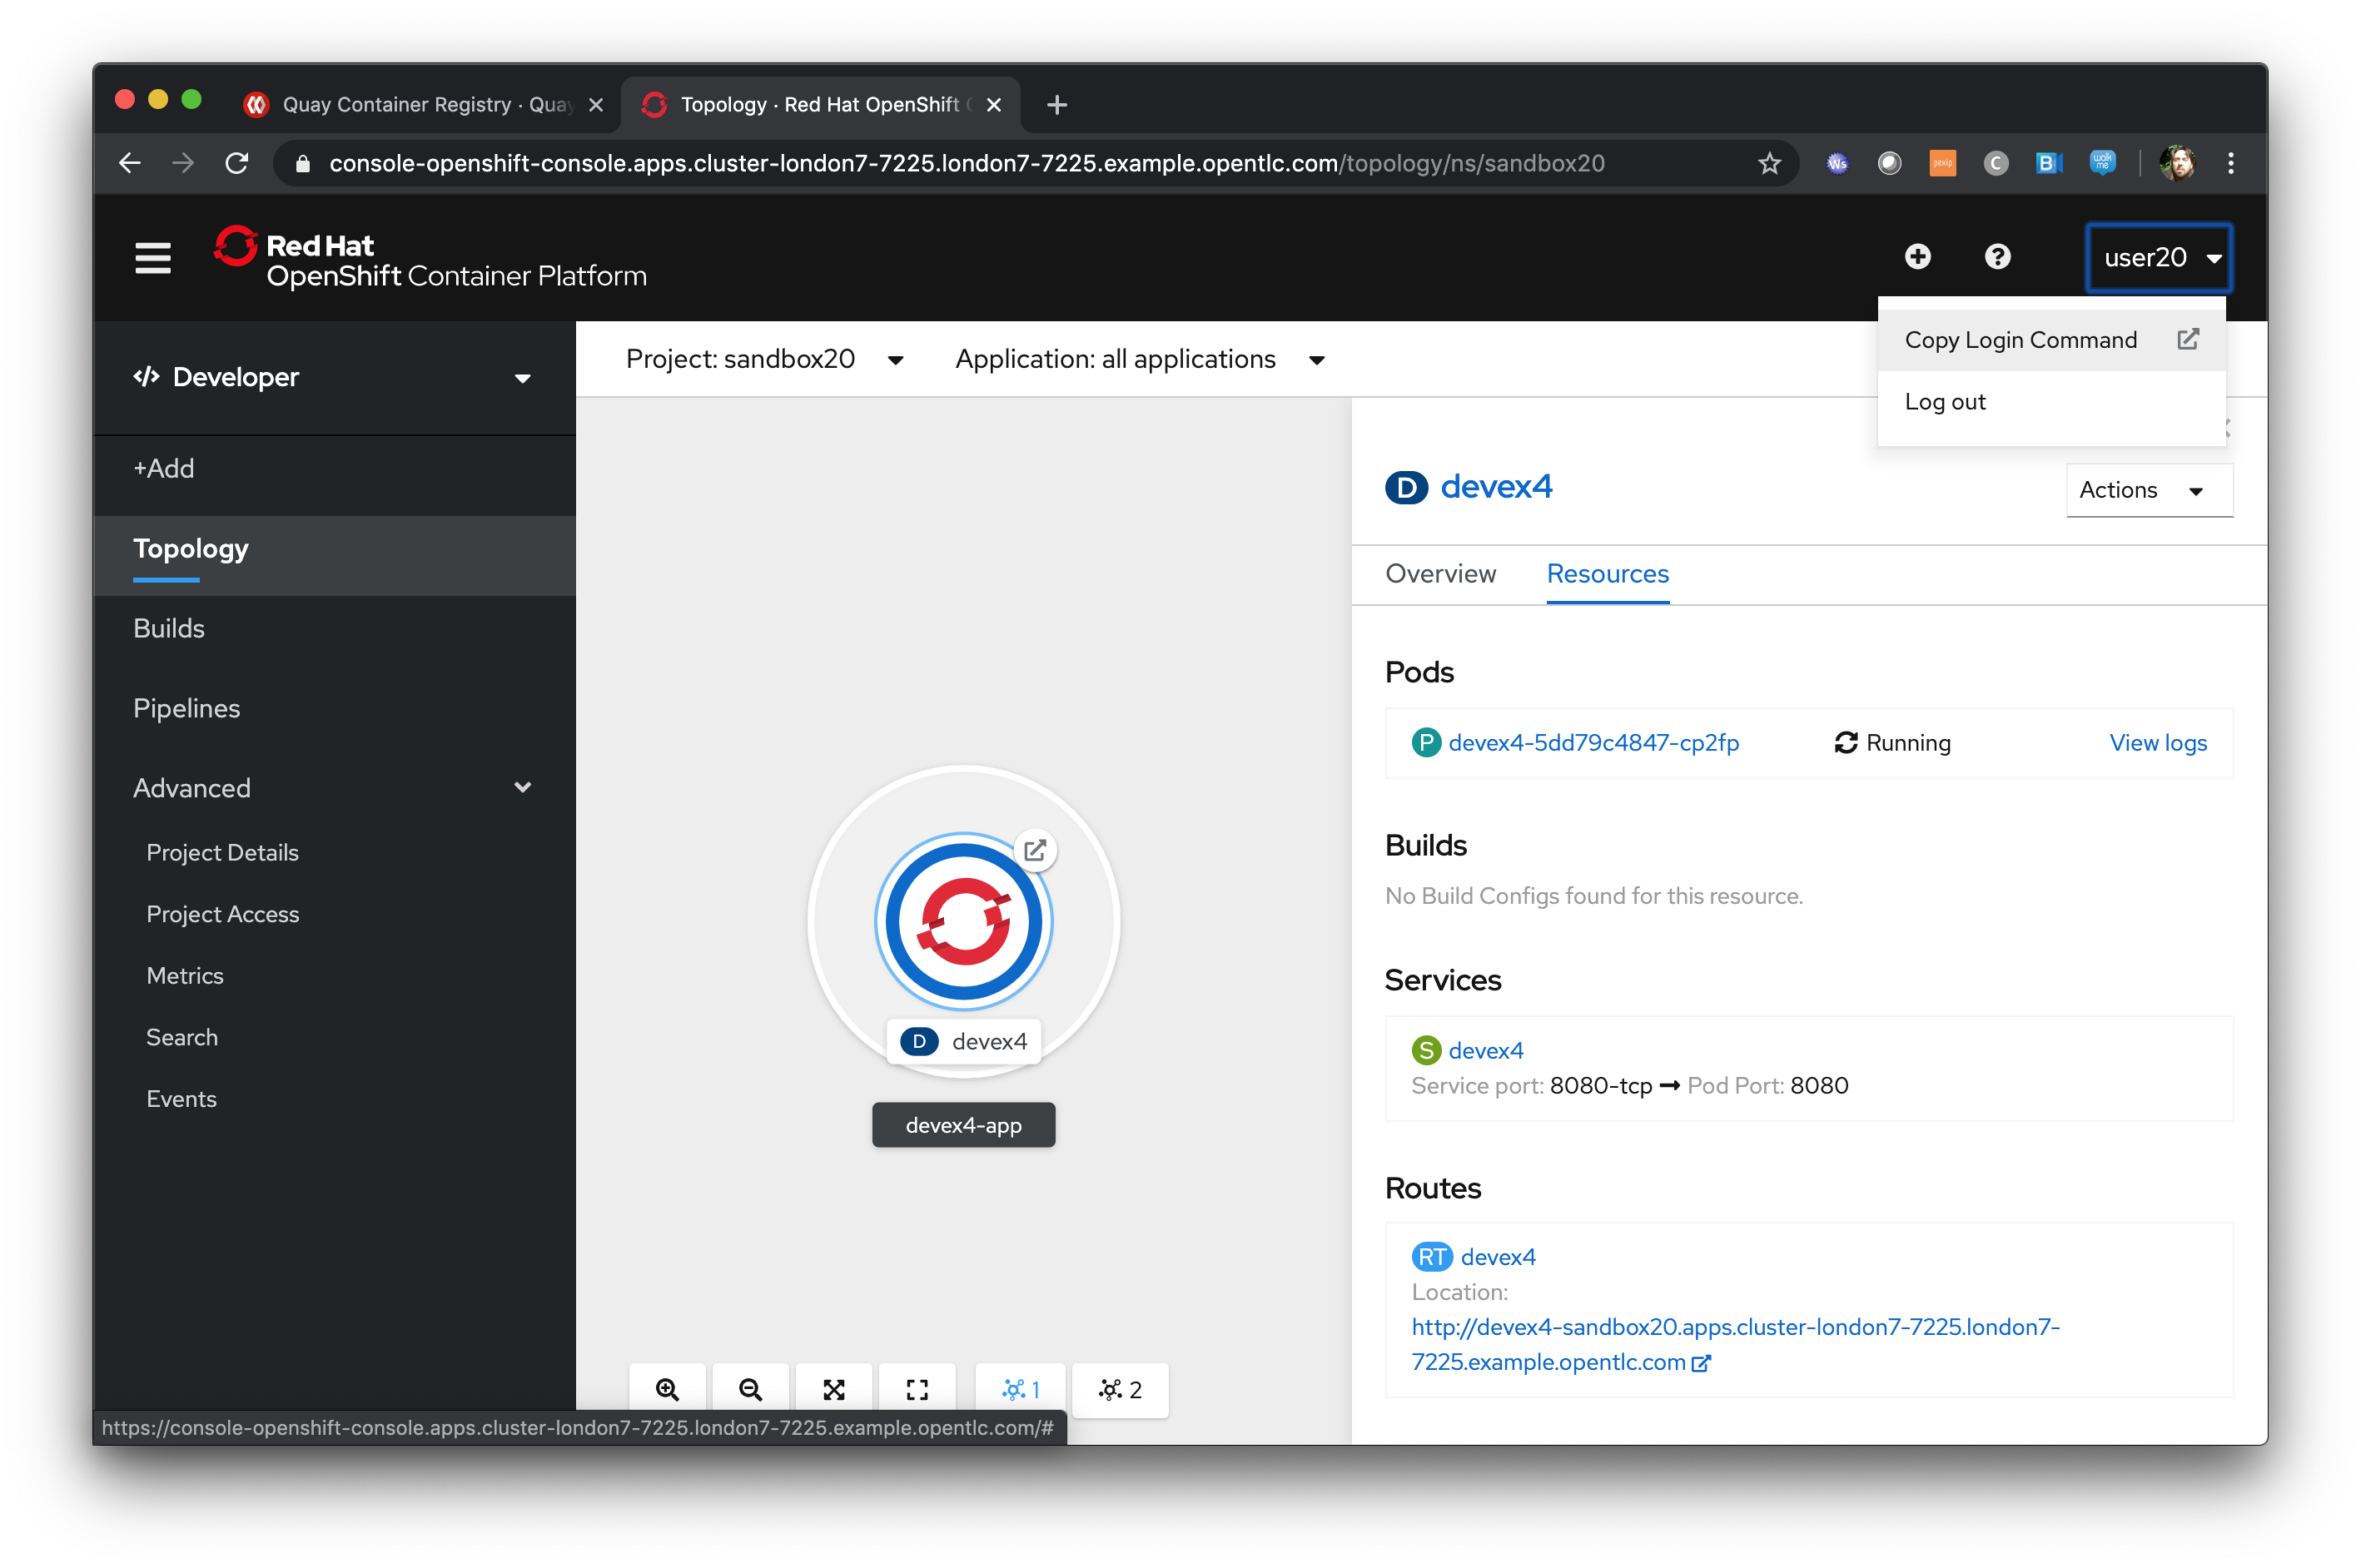 Quay Container Registry · Quay
Topology · Red Hat OpenShift C
console-openshift-console.apps.cluster-london7-7225.london7-7225.example.opentlc.com/topology/ns/sandbox20
Ws
pexip
C
B
walk me
Red Hat
OpenShift Container Platform
user20
Copy Login Command
Log out
Developer
+Add
Topology
Builds
Pipelines
Advanced
Project Details
Project Access
Metrics
Search
Events
Project: sandbox20
Application: all applications
D devex4
devex4-app
1
2
D devex4
Actions
Overview
Resources
Pods
P devex4-5dd79c4847-cp2fp
Running
View logs
Builds
No Build Configs found for this resource.
Services
S devex4
Service port: 8080-tcp ➞ Pod Port: 8080
Routes
RT devex4
Location:
http://devex4-sandbox20.apps.cluster-london7-7225.london7-
7225.example.opentlc.com
https://console-openshift-console.apps.cluster-london7-7225.london7-7225.example.opentlc.com/#